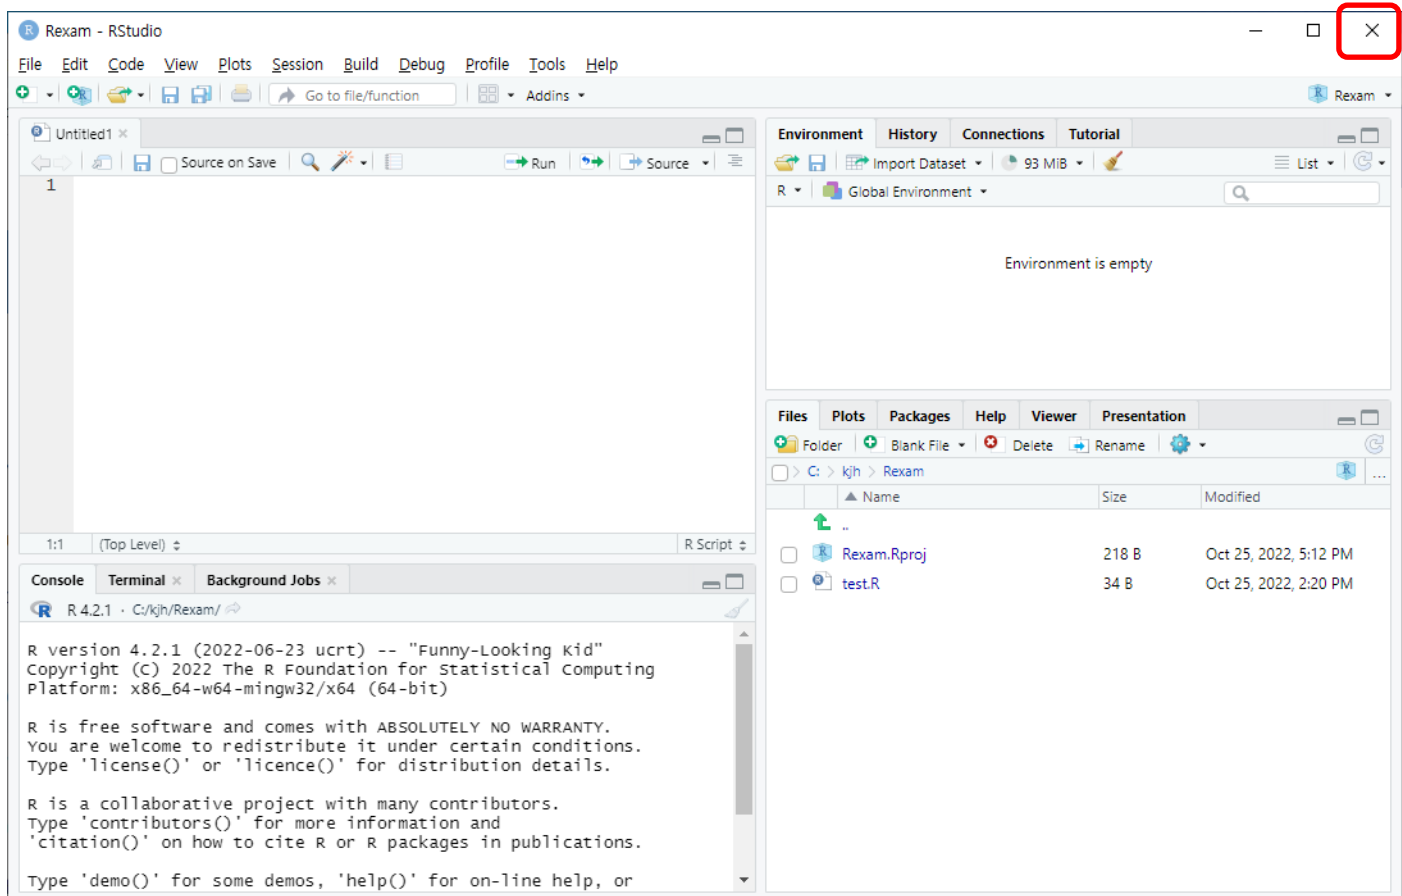 Rexam - RStudio
File Edit Code View Plots Session Build Debug Profile Tools Help
Go to file/function Addins Rexam
Untitled1
Source on Save Run Source
1
1:1 (Top Level) R Script
Console Terminal Background Jobs
R 4.2.1 · C:/kjh/Rexam/
R version 4.2.1 (2022-06-23 ucrt) -- "Funny-Looking Kid"
Copyright (C) 2022 The R Foundation for Statistical Computing
Platform: x86_64-w64-mingw32/x64 (64-bit)
R is free software and comes with ABSOLUTELY NO WARRANTY.
You are welcome to redistribute it under certain conditions.
Type 'license()' or 'licence()' for distribution details.
R is a collaborative project with many contributors.
Type 'contributors()' for more information and
'citation()' on how to cite R or R packages in publications.
Type 'demo()' for some demos, 'help()' for on-line help, or
Environment History Connections Tutorial
Import Dataset 93 MiB List
R Global Environment
Environment is empty
Files Plots Packages Help Viewer Presentation
Folder Blank File Delete Rename
C: > kjh > Rexam ...
Name Size Modified
..
Rexam.Rproj 218 B Oct 25, 2022, 5:12 PM
test.R 34 B Oct 25, 2022, 2:20 PM